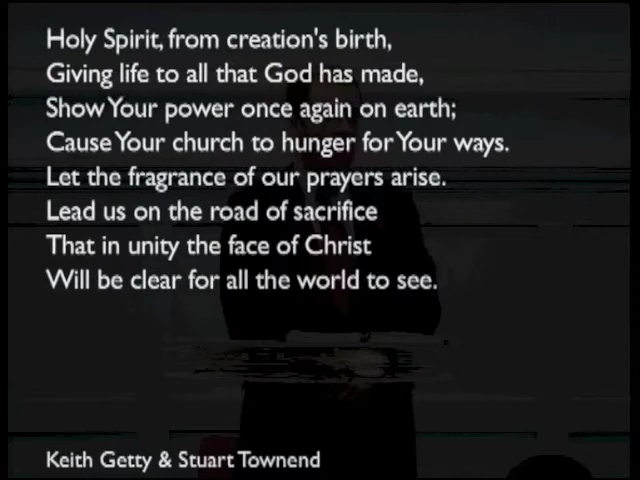 Holy Spirit, from creation's birth,
Giving life to all that God has made,
Show Your power once again on earth;
Cause Your church to hunger for Your ways.
Let the fragrance of our prayers arise.
Lead us on the road of sacrifice
That in unity the face of Christ
Will be clear for all the world to see.
Keith Getty & Stuart Townend